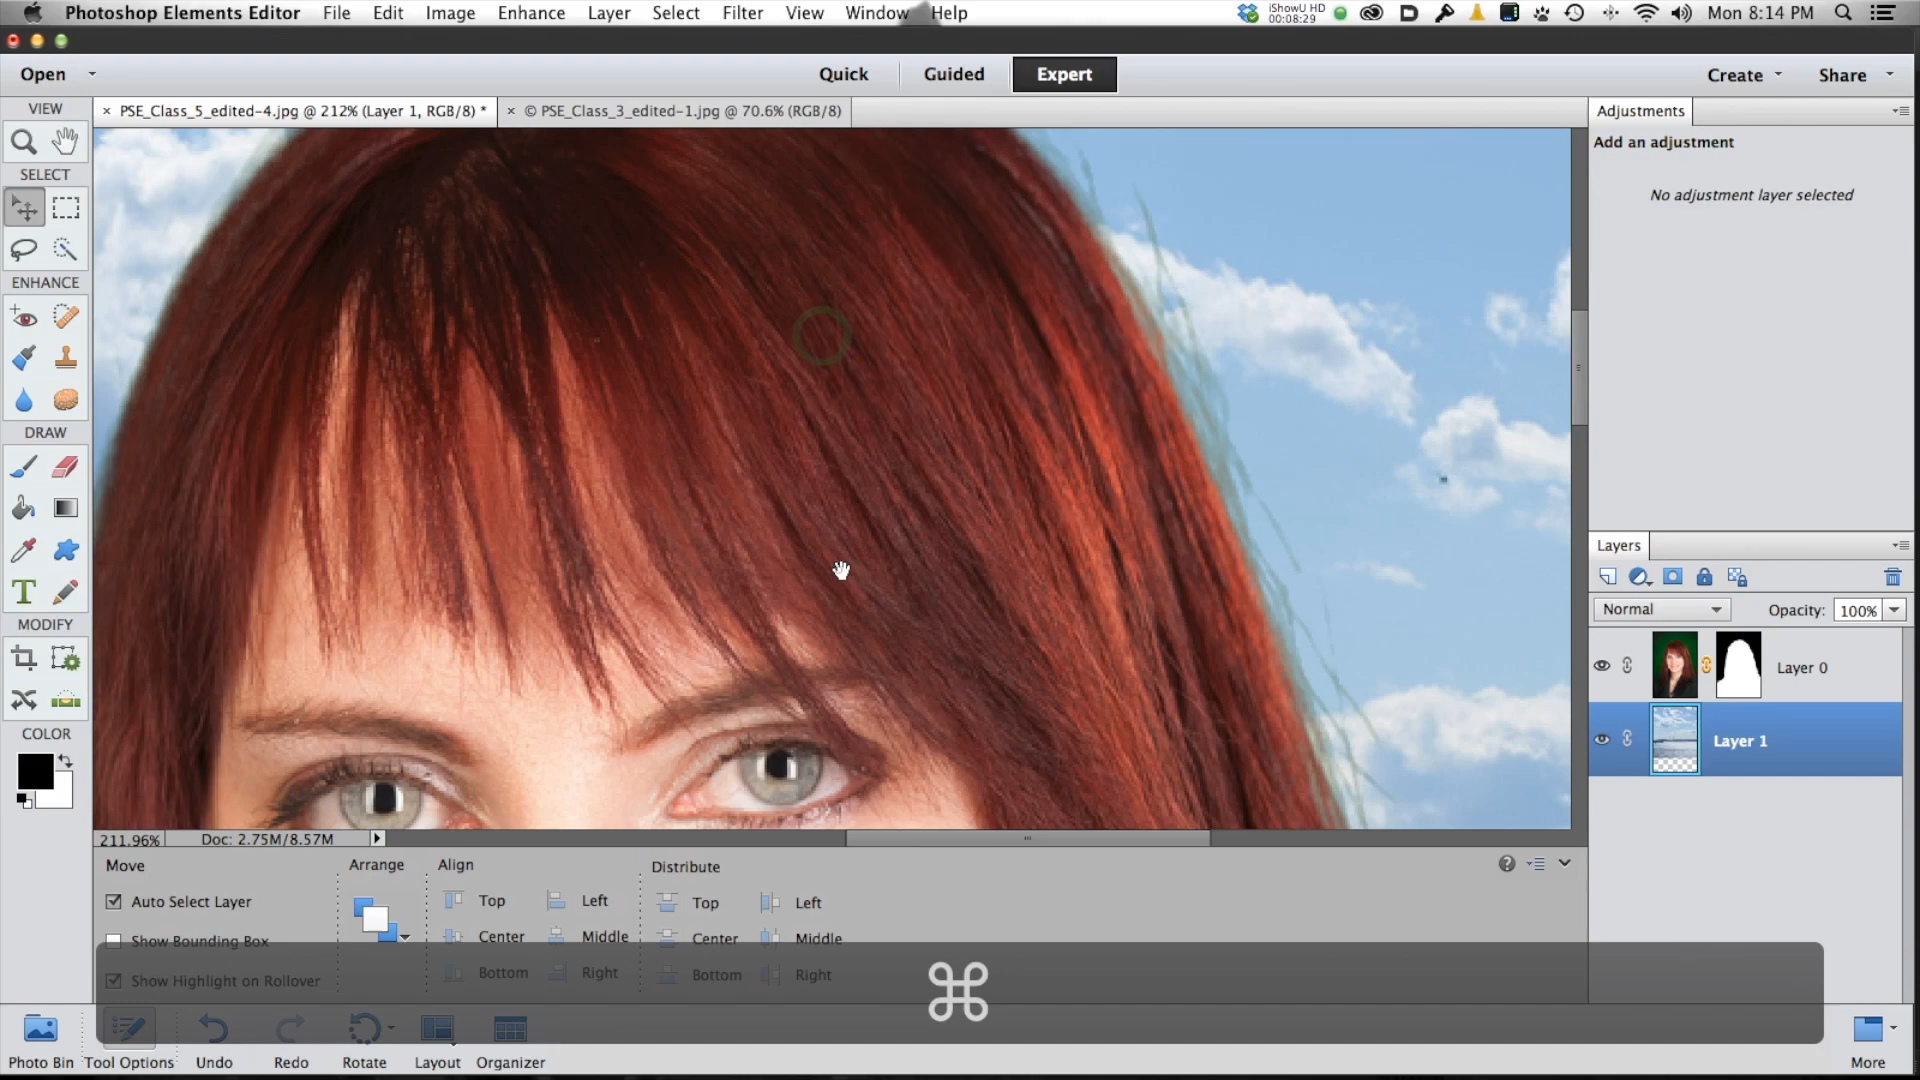 Photoshop Elements Editor File Edit Image Enhance Layer Select Filter View Window Help iShowU HD 00:08:29 Mon 8:14 PM
Open Quick Guided Expert Create Share
VIEW
× PSE_Class_5_edited-4.jpg @ 212% (Layer 1, RGB/8) *
× © PSE_Class_3_edited-1.jpg @ 70.6% (RGB/8)
Adjustments
Add an adjustment
No adjustment layer selected
SELECT
ENHANCE
DRAW
T
MODIFY
COLOR
Layers
Normal Opacity: 100%
Layer 0
Layer 1
211.96% Doc: 2.75M/8.57M
Move Arrange Align Distribute
Auto Select Layer Top Left Top Left
Show Bounding Box Center Middle Center Middle
Show Highlight on Rollover Bottom Right Bottom Right
⌘
Photo Bin Tool Options Undo Redo Rotate Layout Organizer More